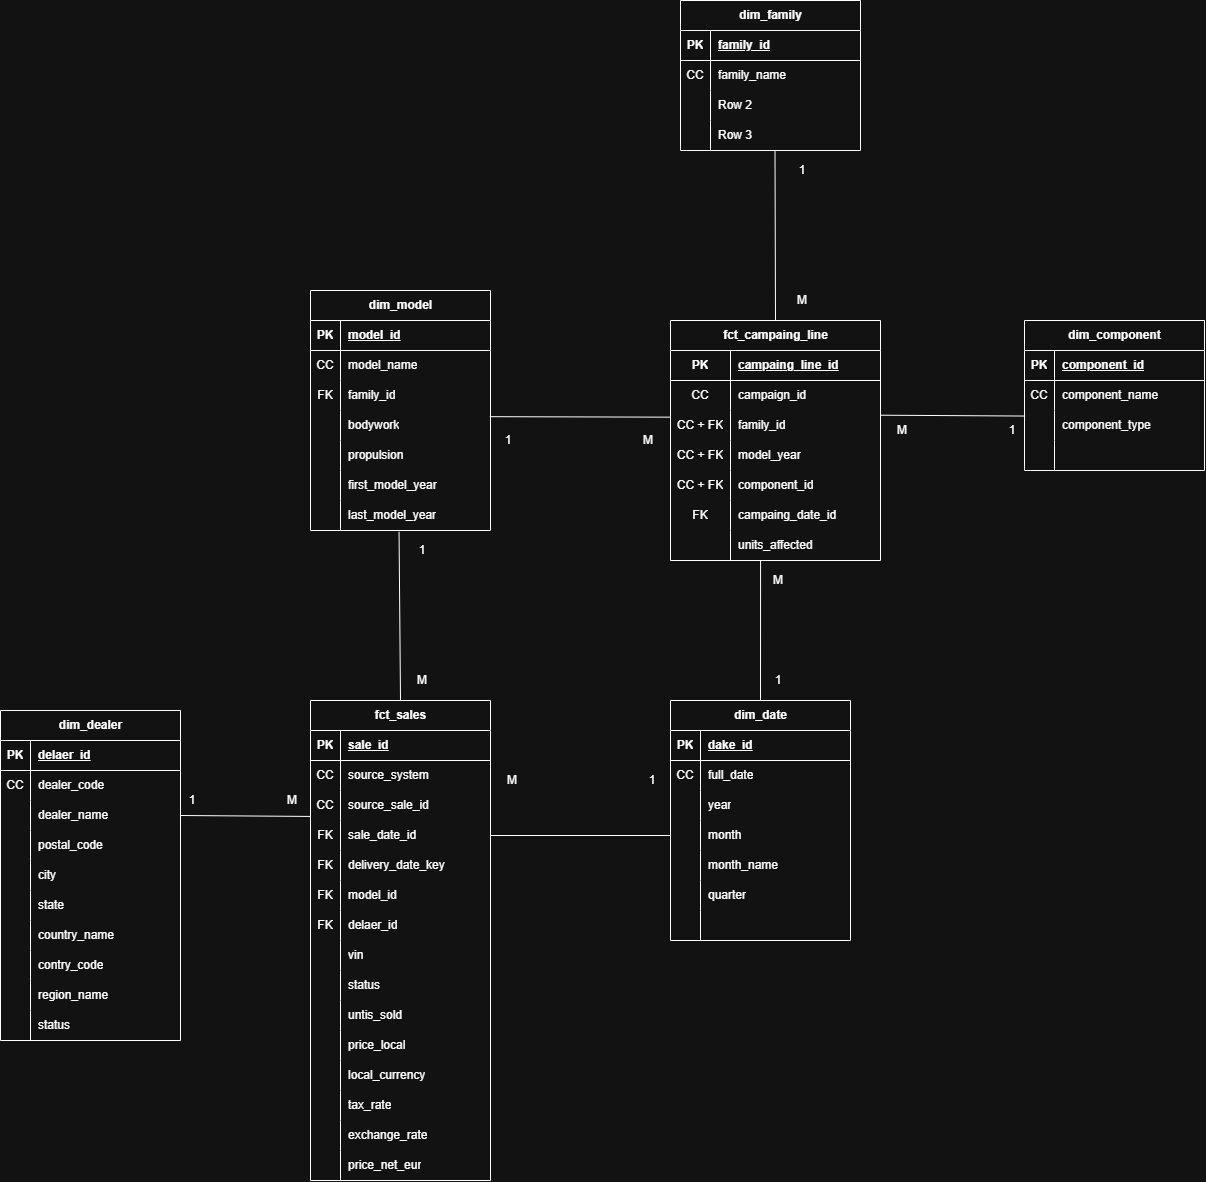 dim_family
PK family_id
CC family_name
Row 2
Row 3
1
M
dim_model
PK model_id
CC model_name
FK family_id
bodywork
propulsion
first_model_year
last_model_year
1
M
fct_campaing_line
PK campaing_line_id
CC campaign_id
CC + FK family_id
CC + FK model_year
CC + FK component_id
FK campaing_date_id
units_affected
M
1
dim_component
PK component_id
CC component_name
component_type
1
M
M
1
dim_dealer
PK delaer_id
CC dealer_code
dealer_name
postal_code
city
state
country_name
contry_code
region_name
status
1
M
fct_sales
PK sale_id
CC source_system
CC source_sale_id
FK sale_date_id
FK delivery_date_key
FK model_id
FK delaer_id
vin
status
untis_sold
price_local
local_currency
tax_rate
exchange_rate
price_net_eur
M
1
dim_date
PK dake_id
CC full_date
year
month
month_name
quarter